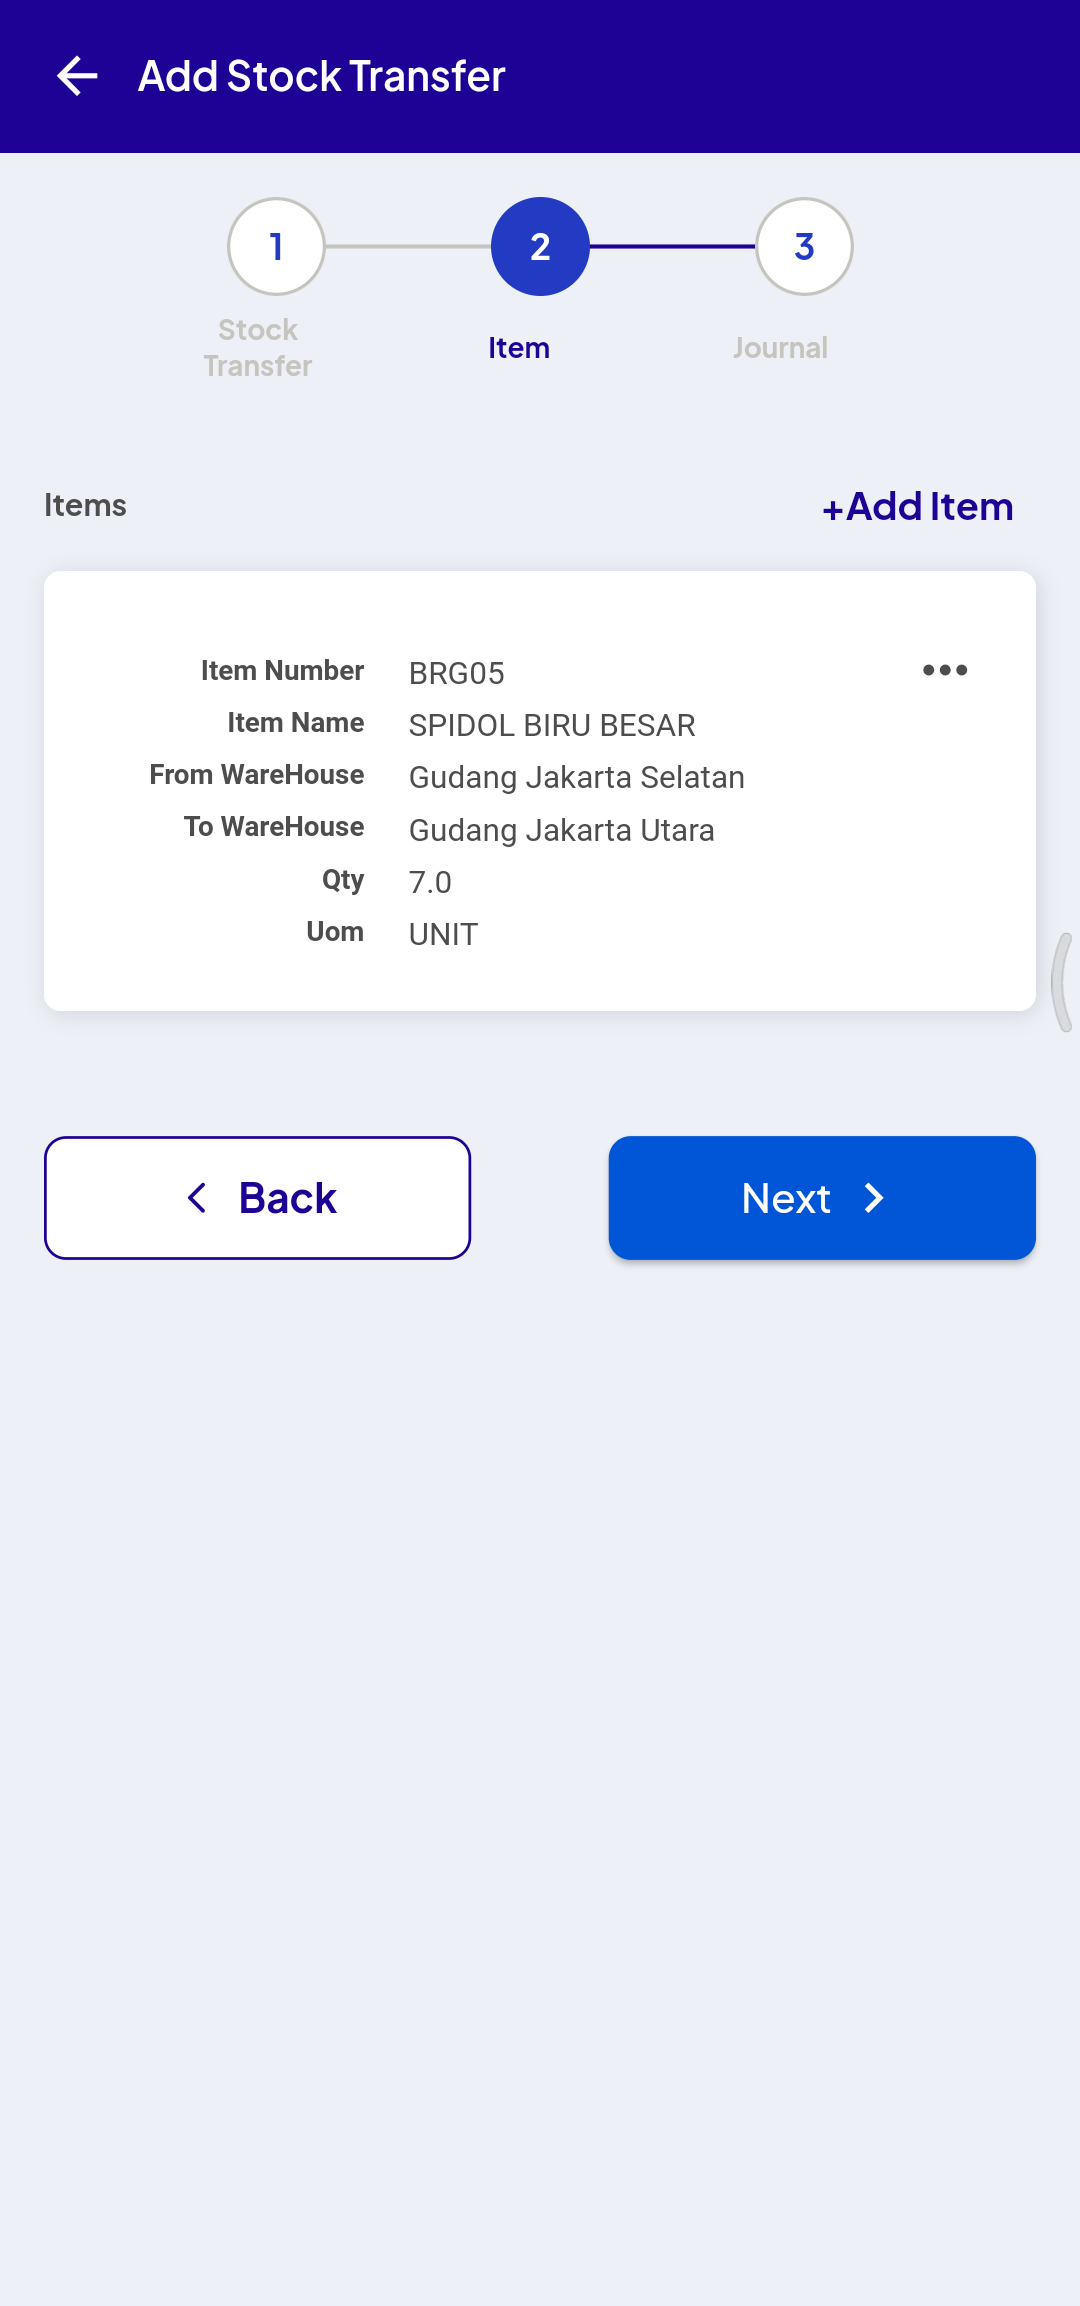 Add Stock Transfer
1
2
3
Stock
Transfer
Item
Journal
Items
+Add Item
Item Number BRG05
Item Name SPIDOL BIRU BESAR
From WareHouse Gudang Jakarta Selatan
To WareHouse Gudang Jakarta Utara
Qty 7.0
Uom UNIT
Back
Next